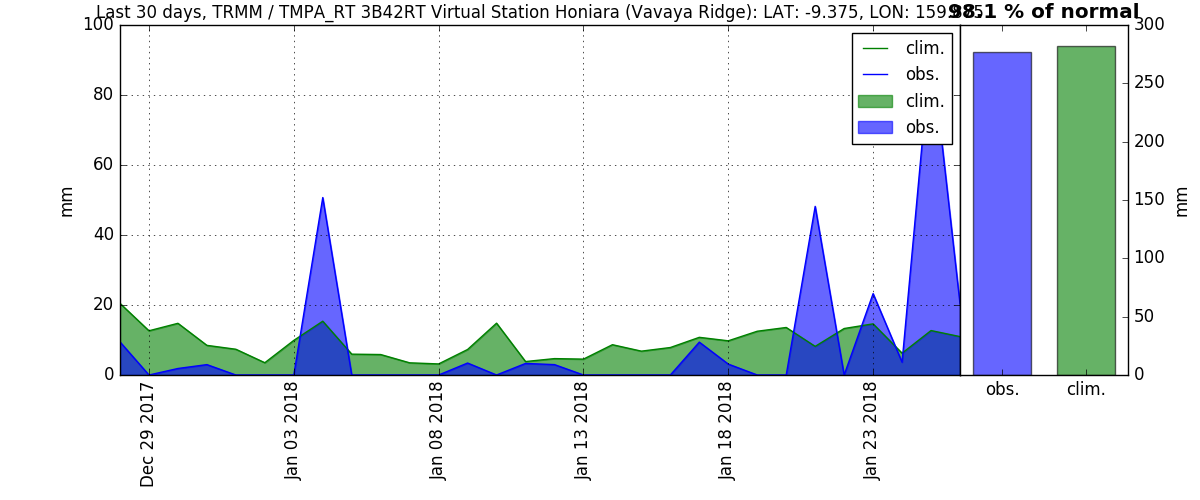 Last 30 days, TRMM / TMPA_RT 3B42RT Virtual Station Honiara (Vavaya Ridge): LAT: -9.375, LON:
98.1 % of normal
100
80
60
40
20
0
mm
clim.
obs.
clim.
obs.
300
250
200
150
100
50
0
mm
obs.
clim.
Dec 29 2017
Jan 03 2018
Jan 08 2018
Jan 13 2018
Jan 18 2018
Jan 23 2018